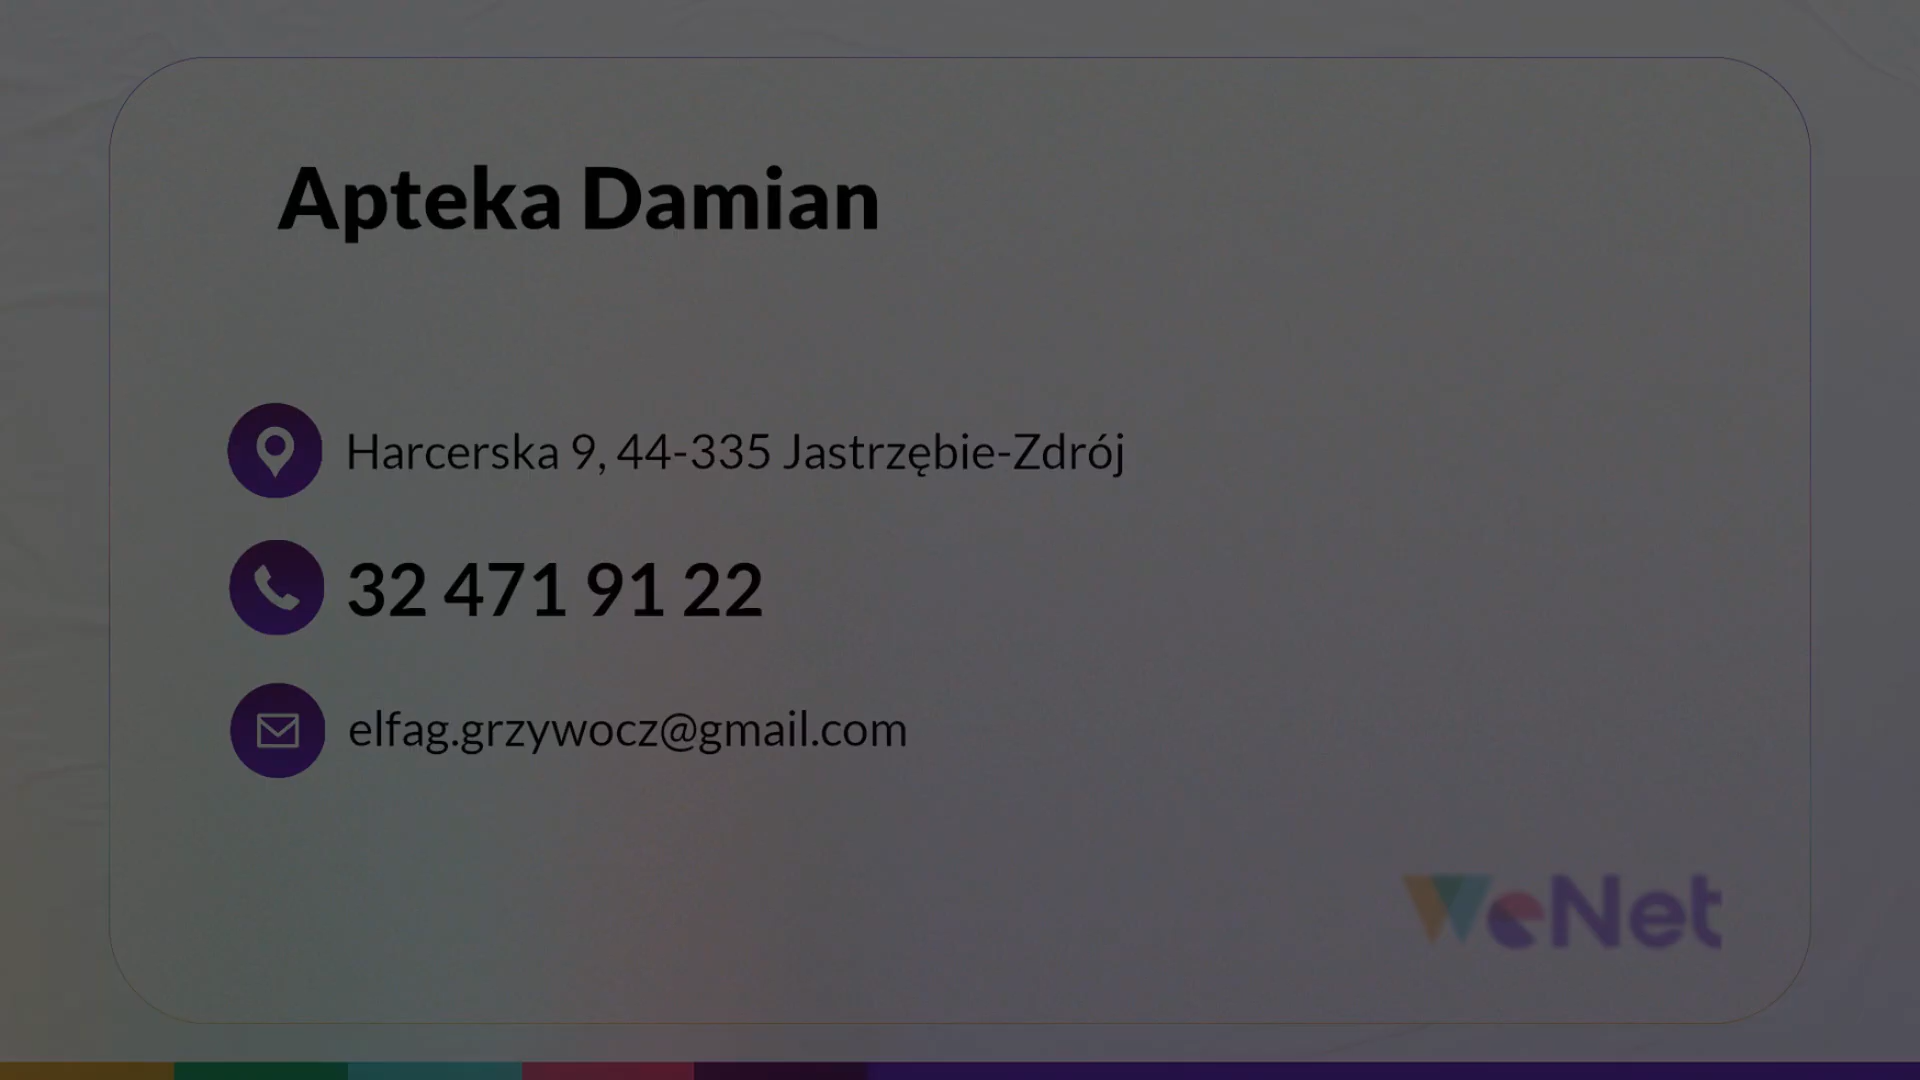 Apteka Damian
Harcerska 9, 44-335 Jastrzębie-Zdrój
32 471 91 22
elfag.grzywocz@gmail.com
WeNet